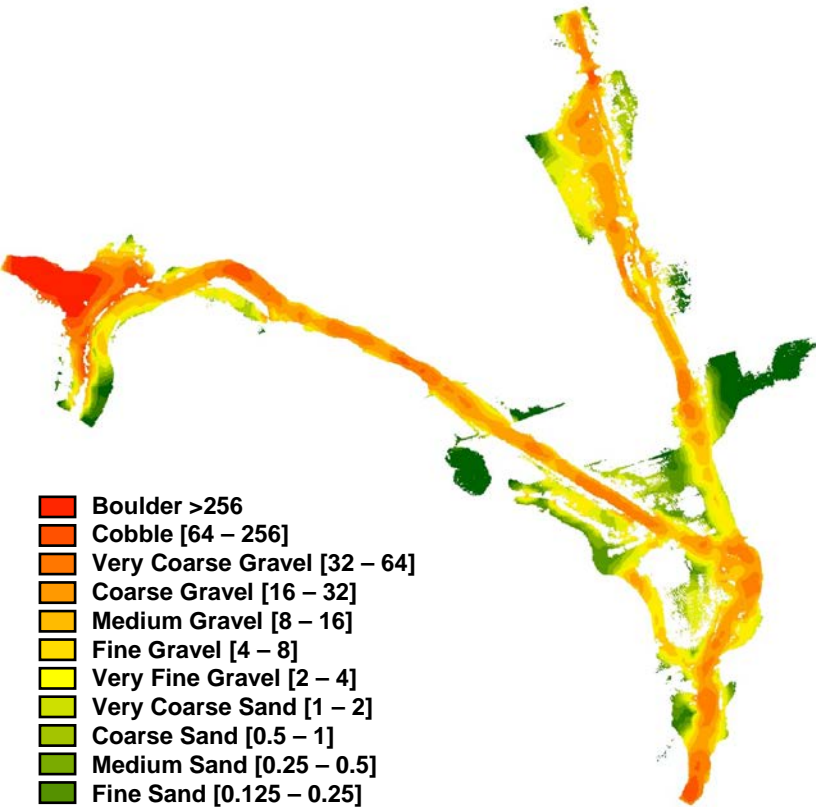 Boulder >256
Cobble [64 – 256]
Very Coarse Gravel [32 – 64]
Coarse Gravel [16 – 32]
Medium Gravel [8 – 16]
Fine Gravel [4 – 8]
Very Fine Gravel [2 – 4]
Very Coarse Sand [1 – 2]
Coarse Sand [0.5 – 1]
Medium Sand [0.25 – 0.5]
Fine Sand [0.125 – 0.25]